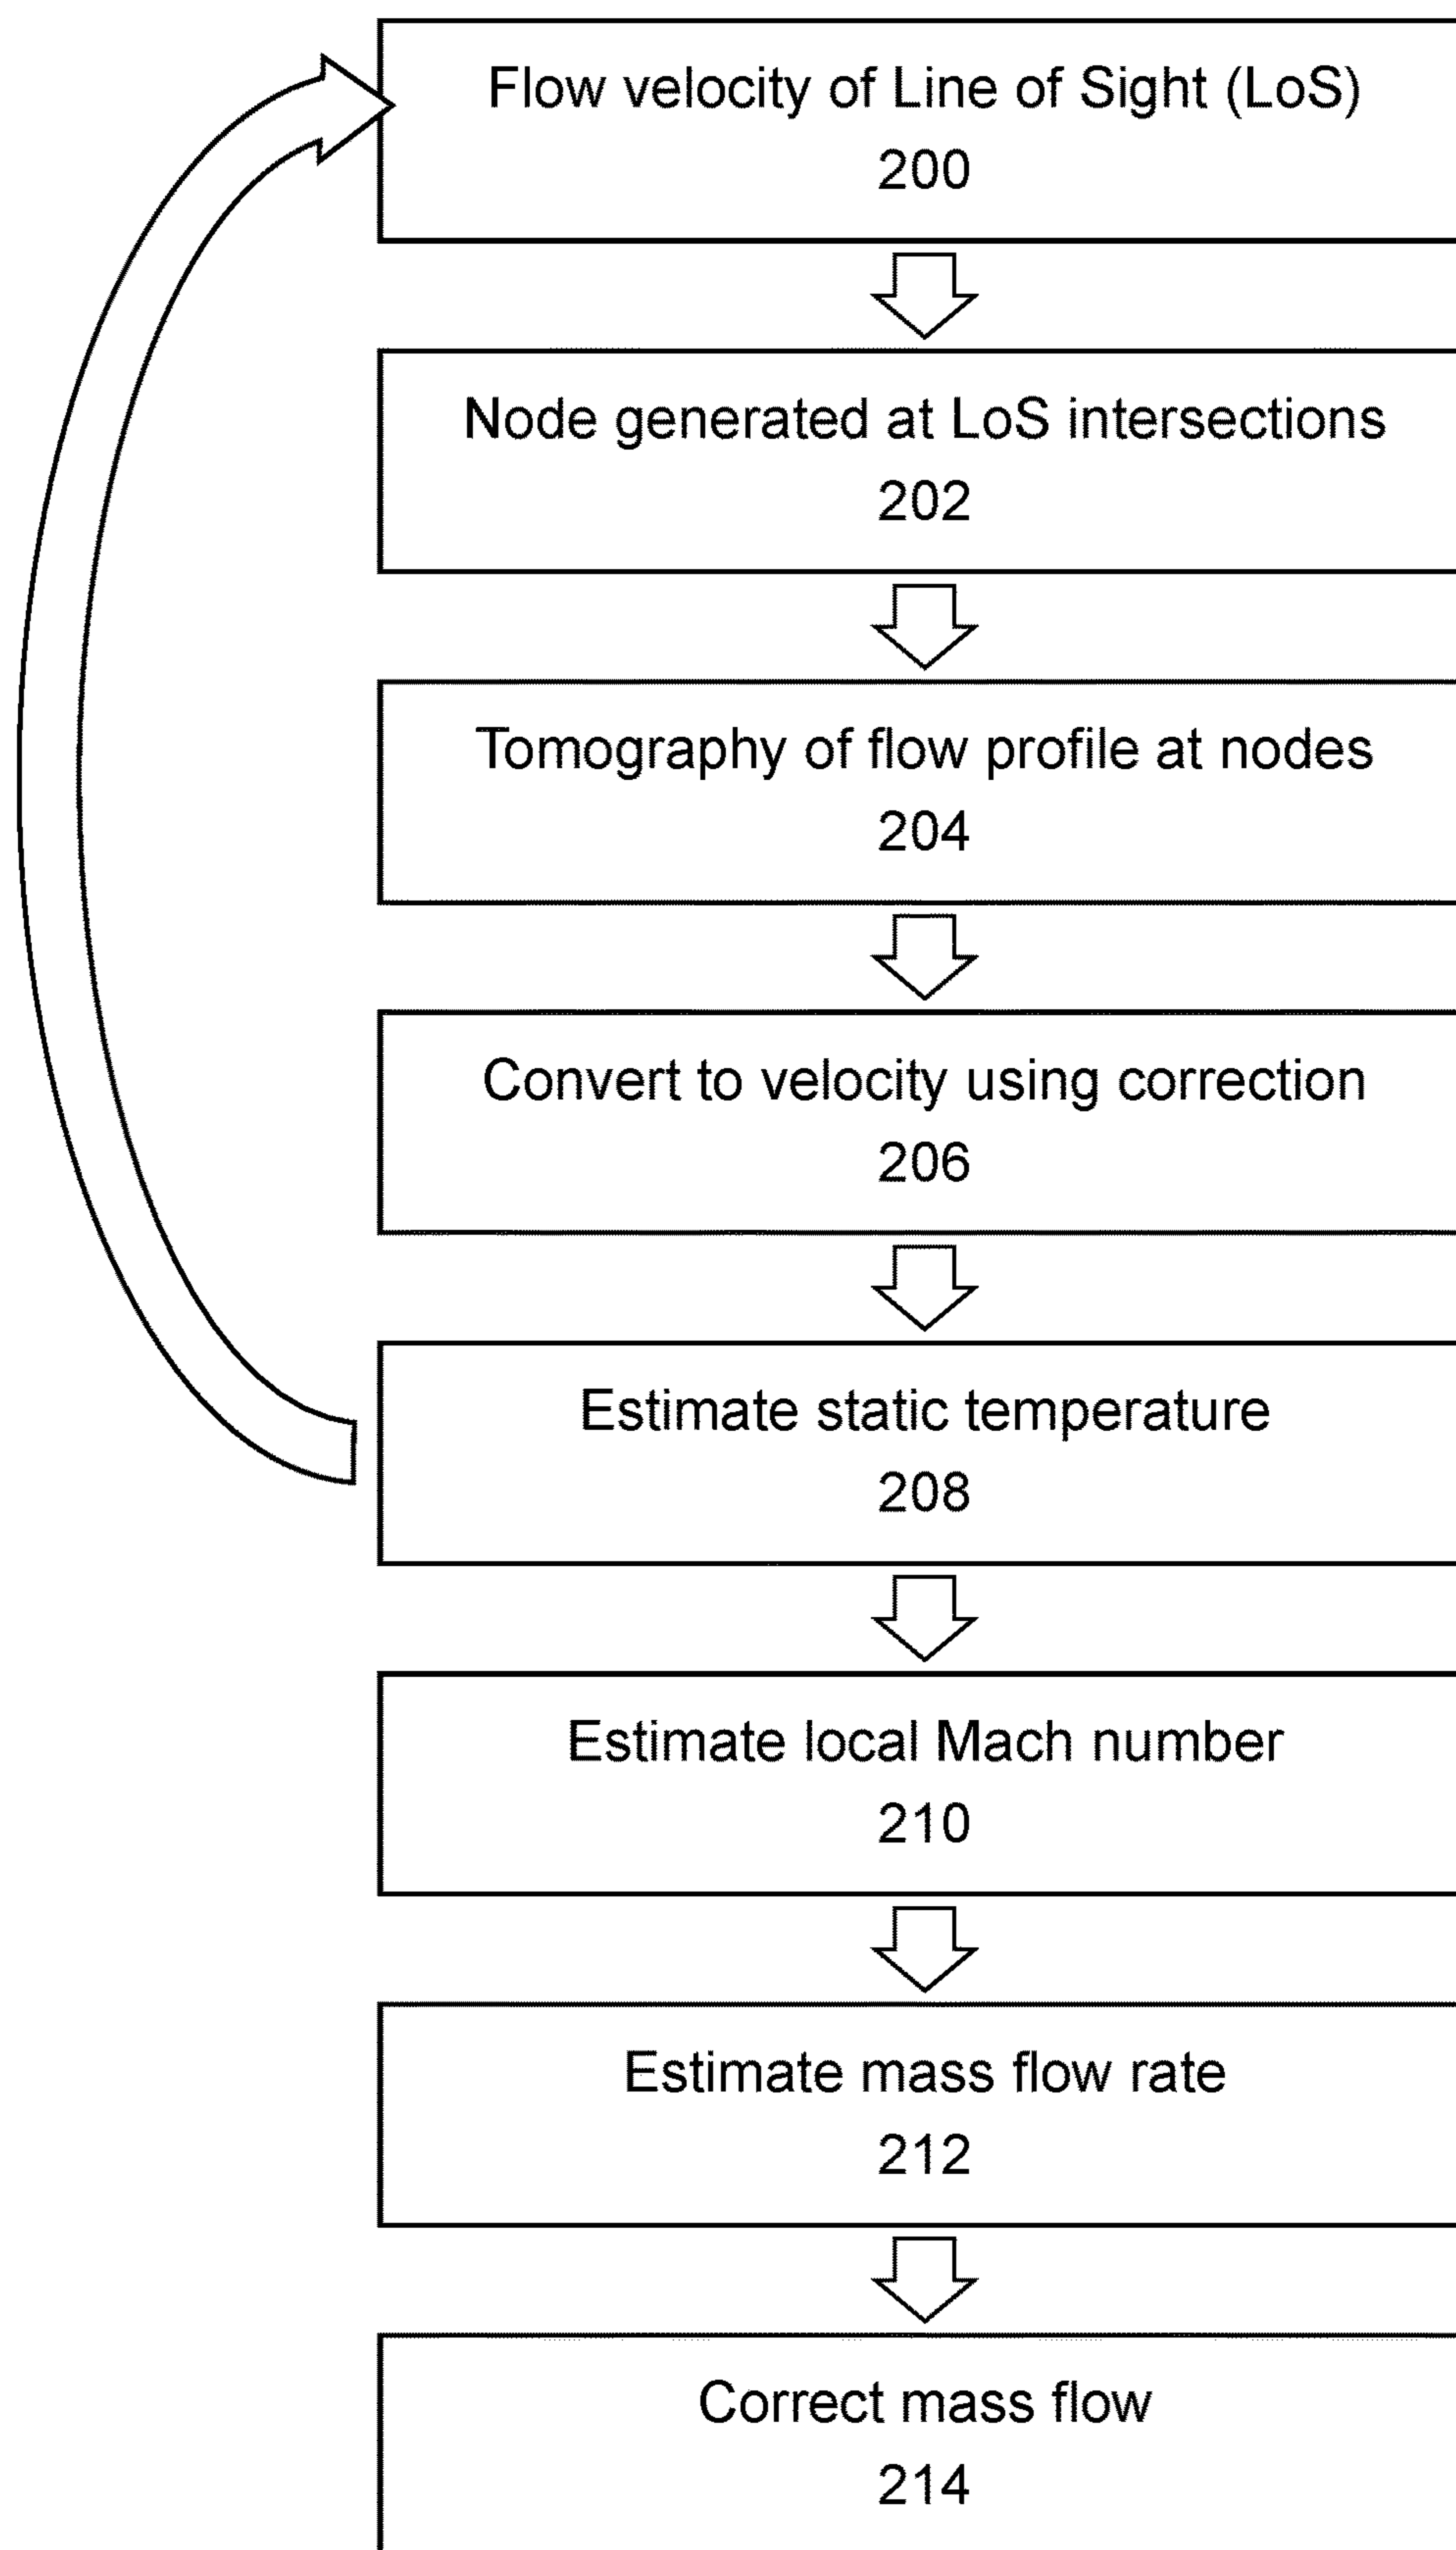 Flow velocity of Line of Sight (LoS)
200
Node generated at LoS intersections
202
Tomography of flow profile at nodes
204
Convert to velocity using correction
206
Estimate static temperature
208
Estimate local Mach number
210
Estimate mass flow rate
212
Correct mass flow
214